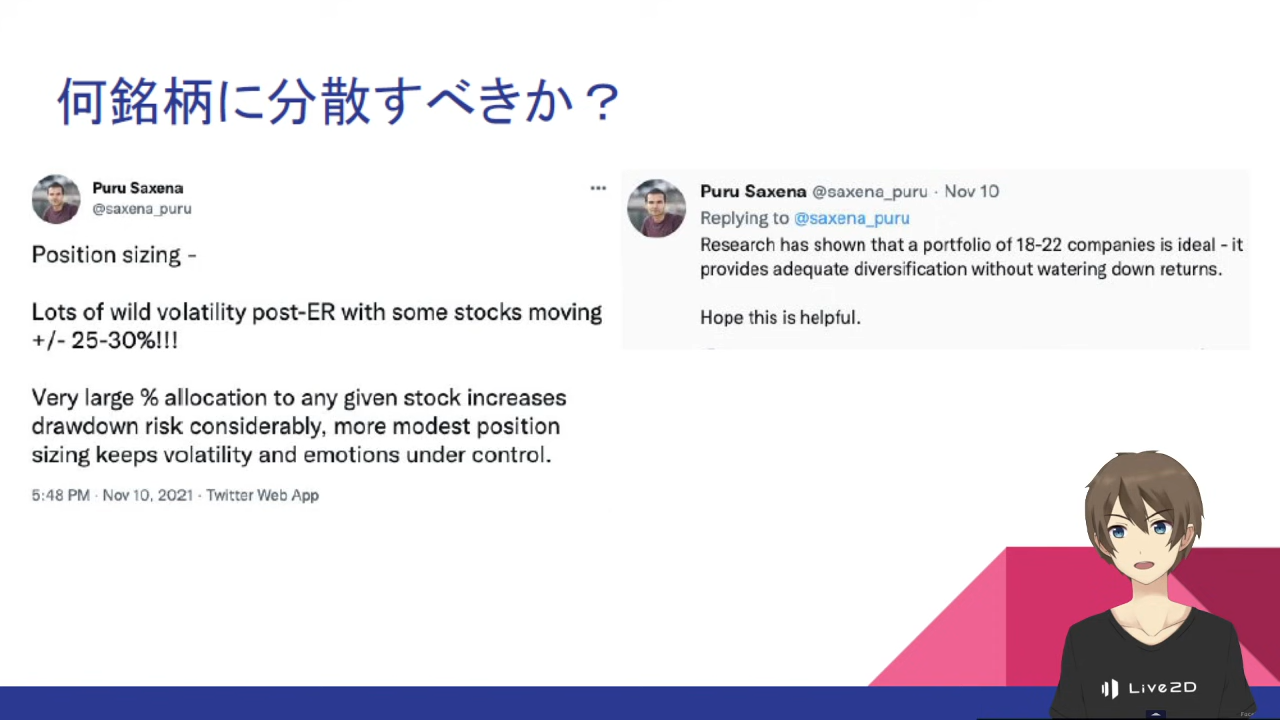 何銘柄に分散すべきか？
Puru Saxena
@saxena_puru
Position sizing -
Lots of wild volatility post-ER with some stocks moving
+/- 25-30%!!!
Very large % allocation to any given stock increases
drawdown risk considerably, more modest position
sizing keeps volatility and emotions under control.
5:48 PM · Nov 10, 2021 · Twitter Web App
Puru Saxena @saxena_puru · Nov 10
Replying to @saxena_puru
Research has shown that a portfolio of 18-22 companies is ideal - it
provides adequate diversification without watering down returns.
Hope this is helpful.
Live2D